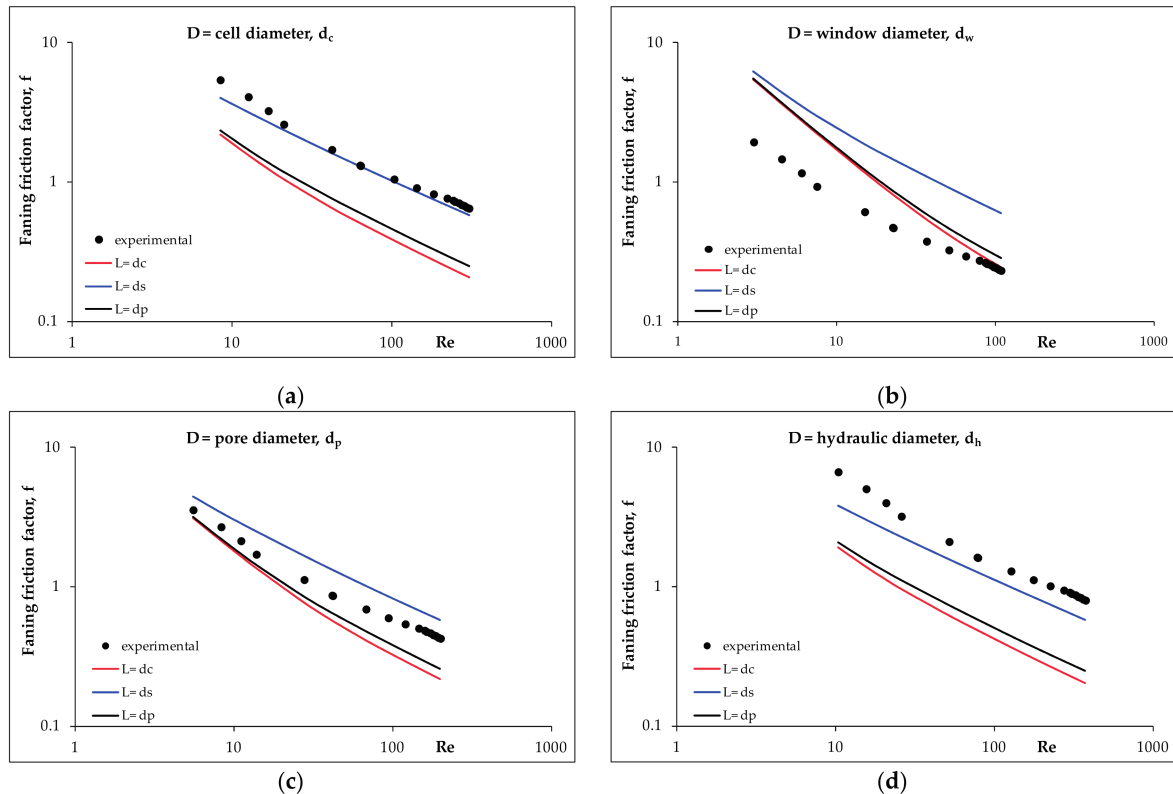 D = cell diameter, dc
Faning friction factor, f
10
1
0.1
experimental
L= dc
L= ds
L= dp
1
10
100
Re
1000
(a)
D = window diameter, dw
Faning friction factor, f
10
1
0.1
experimental
L= dc
L= ds
L= dp
1
10
100
Re
1000
(b)
D = pore diameter, dp
Faning friction factor, f
10
1
0.1
experimental
L= dc
L= ds
L= dp
1
10
100
Re
1000
(c)
D = hydraulic diameter, dh
Faning friction factor, f
10
1
0.1
experimental
L= dc
L= ds
L= dp
1
10
100
Re
1000
(d)